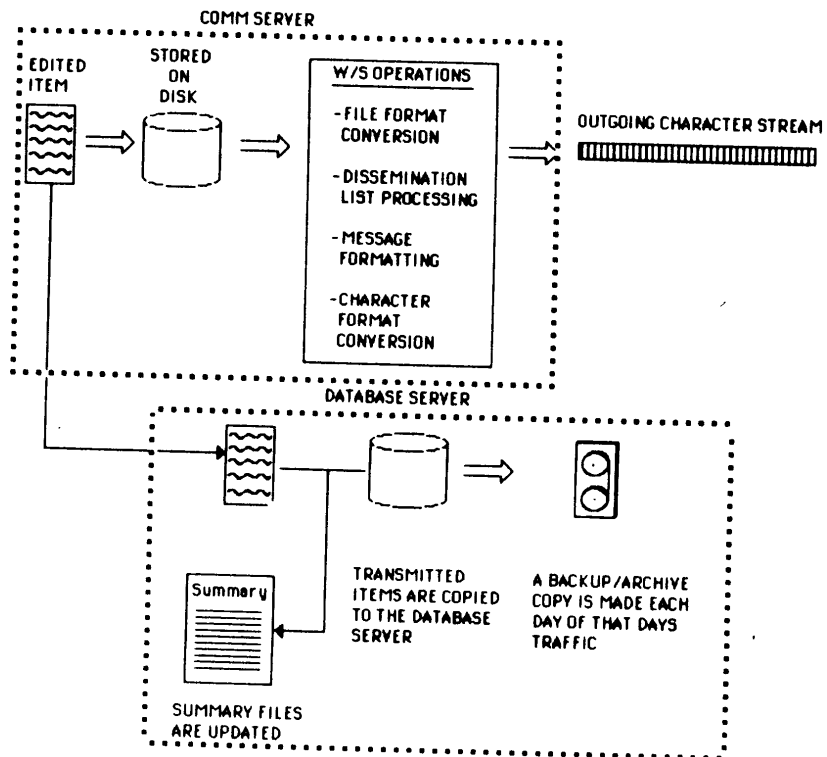 COMM SERVER
EDITED
ITEM
STORED
ON
DISK
W/S OPERATIONS
-FILE FORMAT
CONVERSION
-DISSEMINATION
LIST PROCESSING
-MESSAGE
FORMATTING
-CHARACTER
FORMAT
CONVERSION
OUTGOING CHARACTER STREAM
DATABASE SERVER
Summary
SUMMARY FILES
ARE UPDATED
TRANSMITTED
ITEMS ARE COPIED
TO THE DATABASE
SERVER
A BACKUP/ARCHIVE
COPY IS MADE EACH
DAY OF THAT DAYS
TRAFFIC